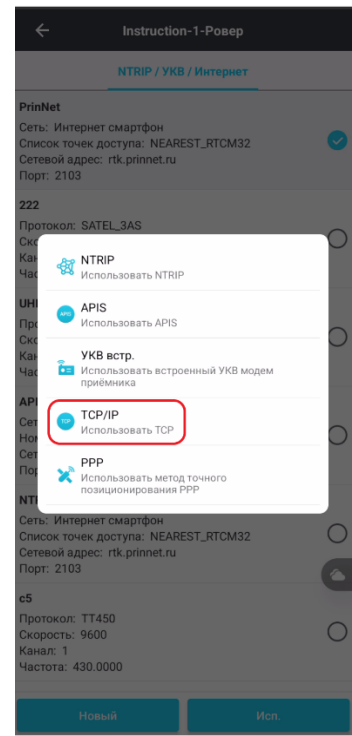 Instruction-1-Ровер
NTRIP / УКВ / Интернет
PrinNet
Сеть: Интернет смартфон
Список точек доступа: NEAREST_RTCM32
Сетевой адрес: rtk.prinnet.ru
Порт: 2103
222
Протокол: SATEL_3AS
NTRIP
Использовать NTRIP
APIS
APIS
Использовать APIS
УКВ встр.
Использовать встроенный УКВ модем
приёмника
TCP
TCP/IP
Использовать TCP
PPP
Использовать метод точного
позиционирования PPP
Сеть: Интернет смартфон
Список точек доступа: NEAREST_RTCM32
Сетевой адрес: rtk.prinnet.ru
Порт: 2103
c5
Протокол: TT450
Скорость: 9600
Канал: 1
Частота: 430.0000
Новый
Исп.